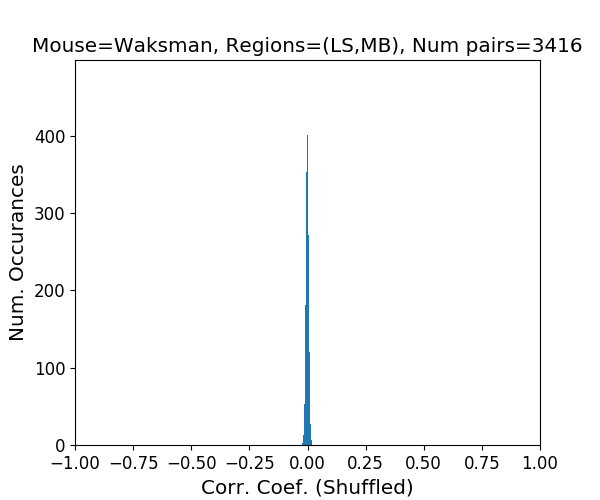 Mouse=Waksman, Regions=(LS,MB), Num pairs=3416
Num. Occurances
400
300
200
100
0
−1.00 −0.75 −0.50 −0.25 0.00 0.25 0.50 0.75 1.00
Corr. Coef. (Shuffled)